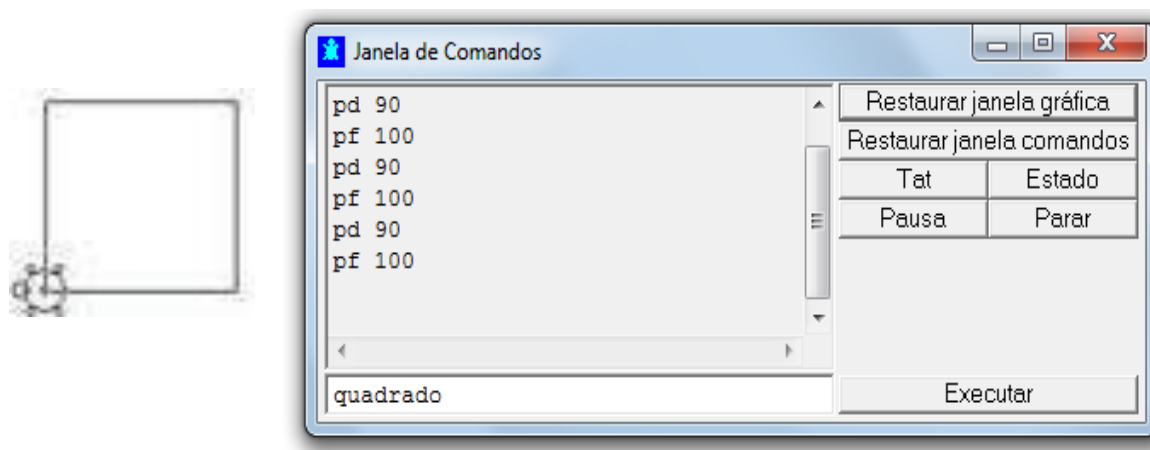 Janela de Comandos
pd 90
pf 100
pd 90
pf 100
pd 90
pf 100
quadrado
Restaurar janela gráfica
Restaurar janela comandos
Tat Estado
Pausa Parar
Executar